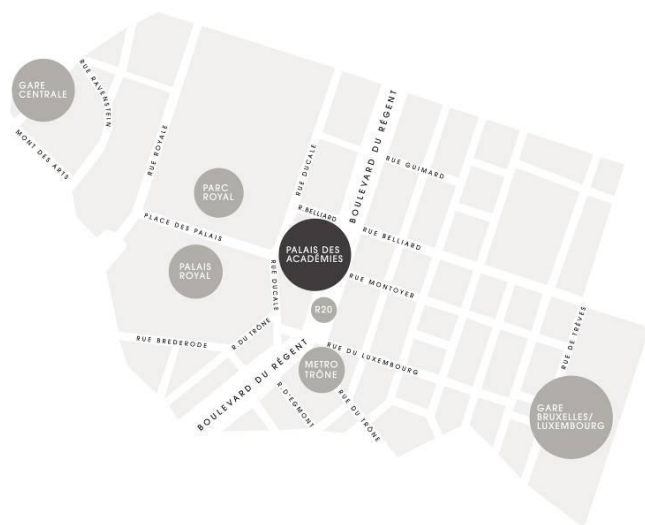 GARE
CENTRALE
RUE RAVENSTEIN
MONT DES ARTS
RUE ROYALE
RUE DUCALE
BOULEVARD DU RÉGENT
RUE GUIMARD
PARC
ROYAL
R.BELLIARD
PLACE DES PALAIS
RUE BELLIARD
PALAIS DES
ACADÉMIES
PALAIS
ROYAL
RUE DUCALE
RUE MONTOYER
R20
RUE DE TRÈVES
RUE BREDERODE
R.DU TRÔNE
BOULEVARD DU RÉGENT
RUE DU LUXEMBOURG
METRO
TRÔNE
R.D'EGMONT
RUE DU TRÔNE
GARE
BRUXELLES/
LUXEMBOURG